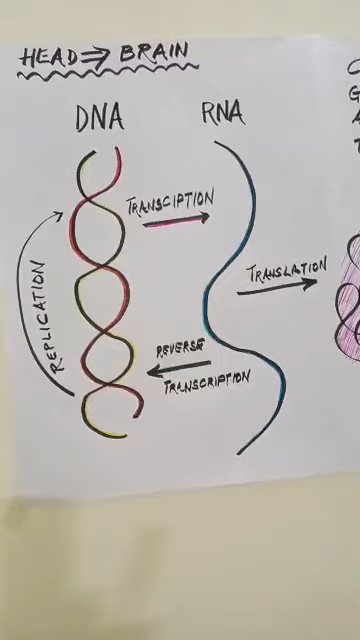 HEAD ⇒ BRAIN
DNA
RNA
TRANSCIPTION
TRANSLATION
REPLICATION
REVERSE
TRANSCRIPTION